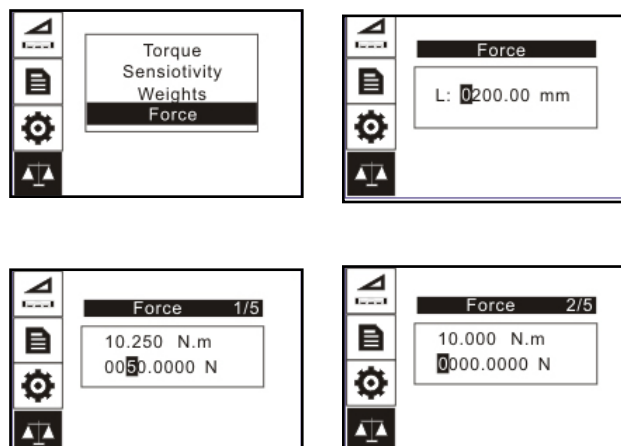 Torque
Sensiotivity
Weights
Force
Force
L: 0200.00 mm
Force 1/5
10.250 N.m
0050.0000 N
Force 2/5
10.000 N.m
0000.0000 N